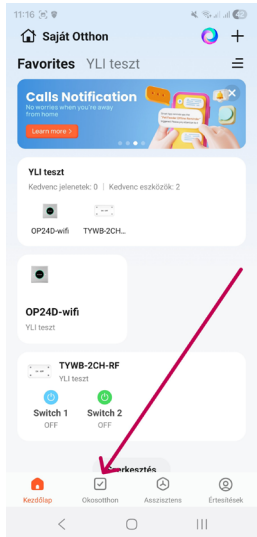 11:16
42
Saját Otthon
Favorites YLI teszt
Calls Notification
No worries when you're away
from home
Learn more >
YLI teszt
Kedvenc jelenetek: 0 | Kedvenc eszközök: 2
OP24D-wifi TYWB-2CH...
OP24D-wifi
YLI teszt
TYWB-2CH-RF
YLI teszt
Switch 1 Switch 2
OFF OFF
Kezdőlap Okosotthon Asszisztens Értesítések